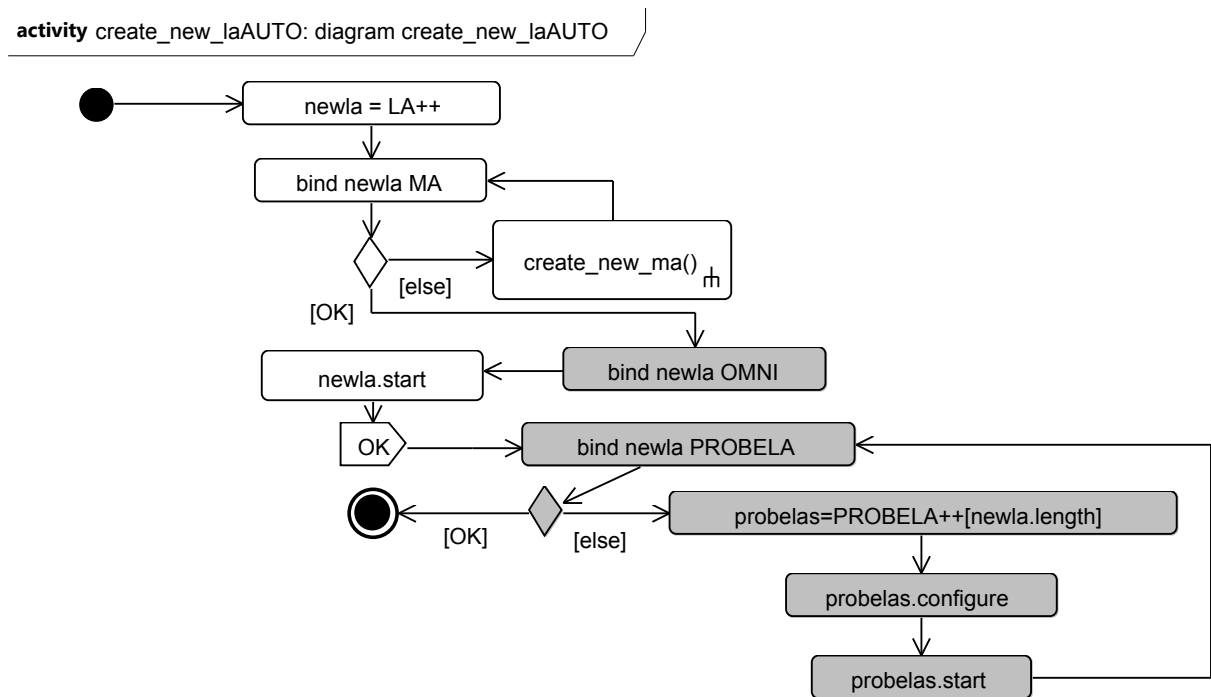 activity create_new_laAUTO: diagram create_new_laAUTO
newla = LA++
bind newla MA
create_new_ma()
[else]
[OK]
bind newla OMNI
newla.start
OK
bind newla PROBELA
probelas=PROBELA++[newla.length]
[OK]
[else]
probelas.configure
probelas.start